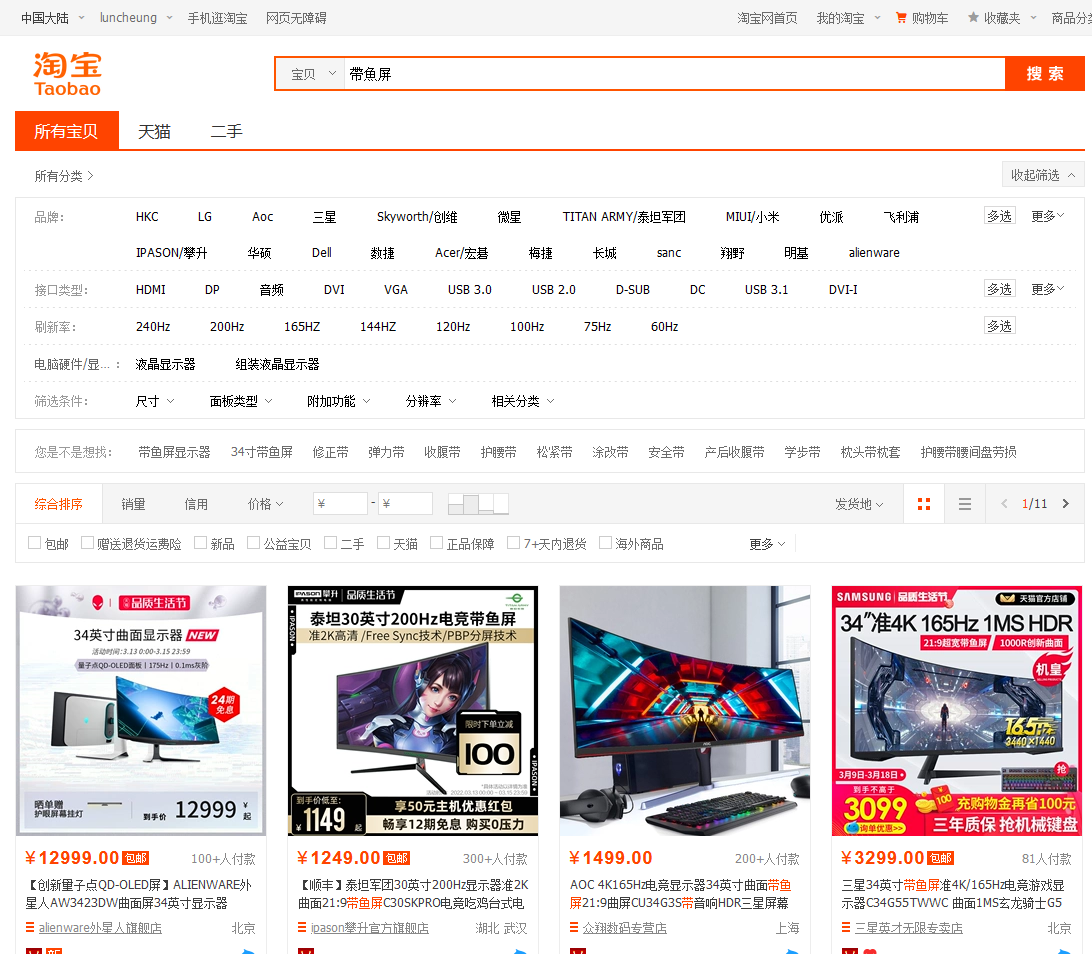 中国大陆 luncheung 手机逛淘宝 网页无障碍 淘宝网首页 我的淘宝 购物车 收藏夹 商品分类
淘宝
Taobao
宝贝 带鱼屏 搜索
所有宝贝 天猫 二手
所有分类 收起筛选
品牌: HKC LG Aoc 三星 Skyworth/创维 微星 TITAN ARMY/泰坦军团 MIUI/小米 优派 飞利浦 多选 更多
IPASON/攀升 华硕 Dell 数捷 Acer/宏碁 梅捷 长城 sanc 翔野 明基 alienware
接口类型: HDMI DP 音频 DVI VGA USB 3.0 USB 2.0 D-SUB DC USB 3.1 DVI-I 多选 更多
刷新率: 240Hz 200Hz 165HZ 144HZ 120Hz 100Hz 75Hz 60Hz 多选
电脑硬件/显...: 液晶显示器 组装液晶显示器
筛选条件: 尺寸 面板类型 附加功能 分辨率 相关分类
您是不是想找: 带鱼屏显示器 34寸带鱼屏 修正带 弹力带 收腹带 护腰带 松紧带 涂改带 安全带 产后收腹带 学步带 枕头带枕套 护腰带腰间盘劳损
综合排序 销量 信用 价格 ¥ - ¥ 发货地 1/11
包邮 赠送退货运费险 新品 公益宝贝 二手 天猫 正品保障 7+天内退货 海外商品 更多
品质生活节
34英寸曲面显示器 NEW
活动时间:3.13 0:00-3.15 23:59
量子点QD-OLED面板 | 175Hz | 0.1ms灰阶
24期
免息
晒单赠
护眼屏幕挂灯
到手价 12999 ¥起
¥12999.00 包邮 100+人付款
【创新量子点QD-OLED屏】ALIENWARE外
星人AW3423DW曲面屏34英寸显示器
alienware外星人旗舰店 北京
IPASON 攀升 品质生活节
IPASON
泰坦30英寸200Hz电竞带鱼屏
准2K高清 /Free Sync技术/PBP分屏技术
限时下单立减
100
IPASON
到手价低至:
¥1149起
享50元主机优惠红包
畅享12期免息 购买0压力
¥1249.00 包邮 300+人付款
【顺丰】泰坦军团30英寸200Hz显示器准2K
曲面21:9带鱼屏C30SKPRO电竞吃鸡台式电
ipason攀升官方旗舰店 湖北 武汉
¥1499.00 200+人付款
AOC 4K165Hz电竞显示器34英寸曲面带鱼
屏21:9曲屏CU34G3S带音响HDR三星屏幕
众翔数码专营店 上海
SAMSUNG 品质生活节 天猫官方店铺
34″准4K 165Hz 1MS HDR
21:9超宽带鱼屏 1000R创新曲面
机皇
165Hz
3440×1440
3月9日-3月18日
到手不高于
3099
询单优惠>>
抢
¥100
充购物金再省100元
三年质保 抢机械键盘
¥3299.00 包邮 81人付款
三星34英寸带鱼屏准4K/165Hz电竞游戏显
示器C34G55TWWC 曲面1MS玄龙骑士G5
三星英才无限专卖店 北京